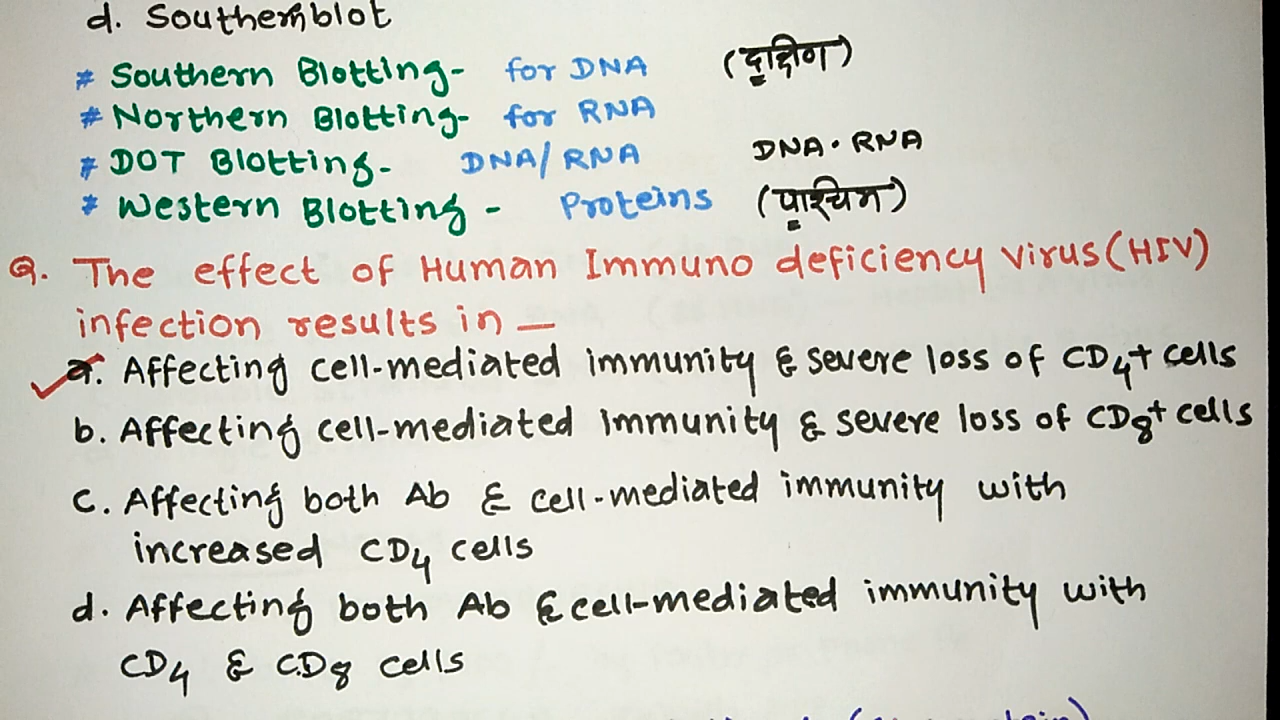 d. Southern blot
# Southern Blotting- for DNA (दक्षिण)
# Northern Blotting- for RNA
# DOT Blotting- DNA/RNA DNA · RNA
# Western Blotting - Proteins (पश्चिम)
Q. The effect of Human Immuno deficiency virus (HIV)
infection results in —
a. Affecting cell-mediated immunity & severe loss of CD4+ cells
b. Affecting cell-mediated immunity & severe loss of CD8+ cells
c. Affecting both Ab & cell-mediated immunity with
increased CD4 cells
d. Affecting both Ab & cell-mediated immunity with
CD4 & CD8 cells